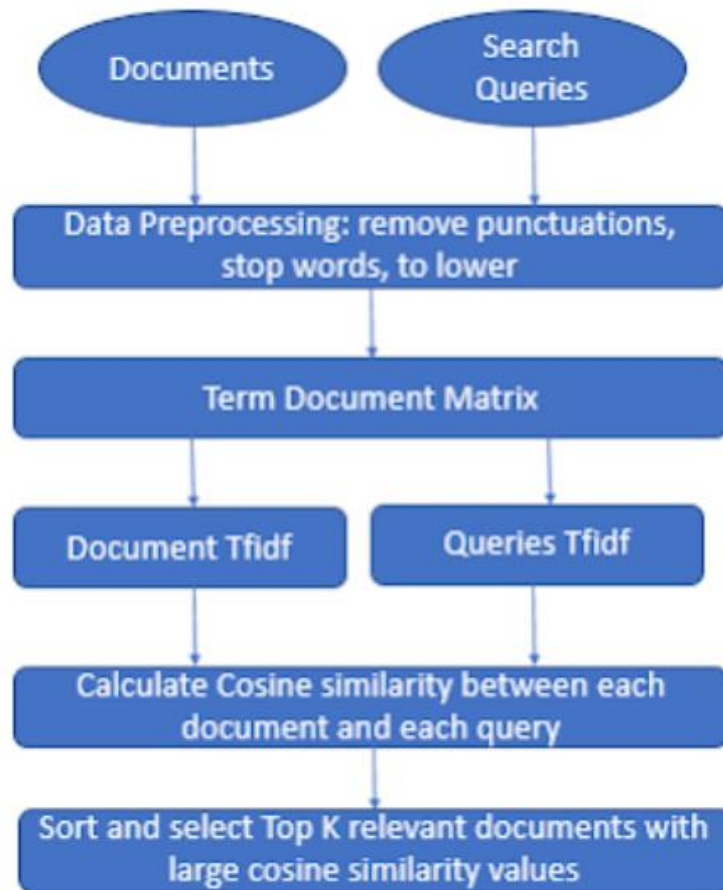 Documents
Search
Queries
Data Preprocessing: remove punctuations,
stop words, to lower
Term Document Matrix
Document Tfidf
Queries Tfidf
Calculate Cosine similarity between each
document and each query
Sort and select Top K relevant documents with
large cosine similarity values